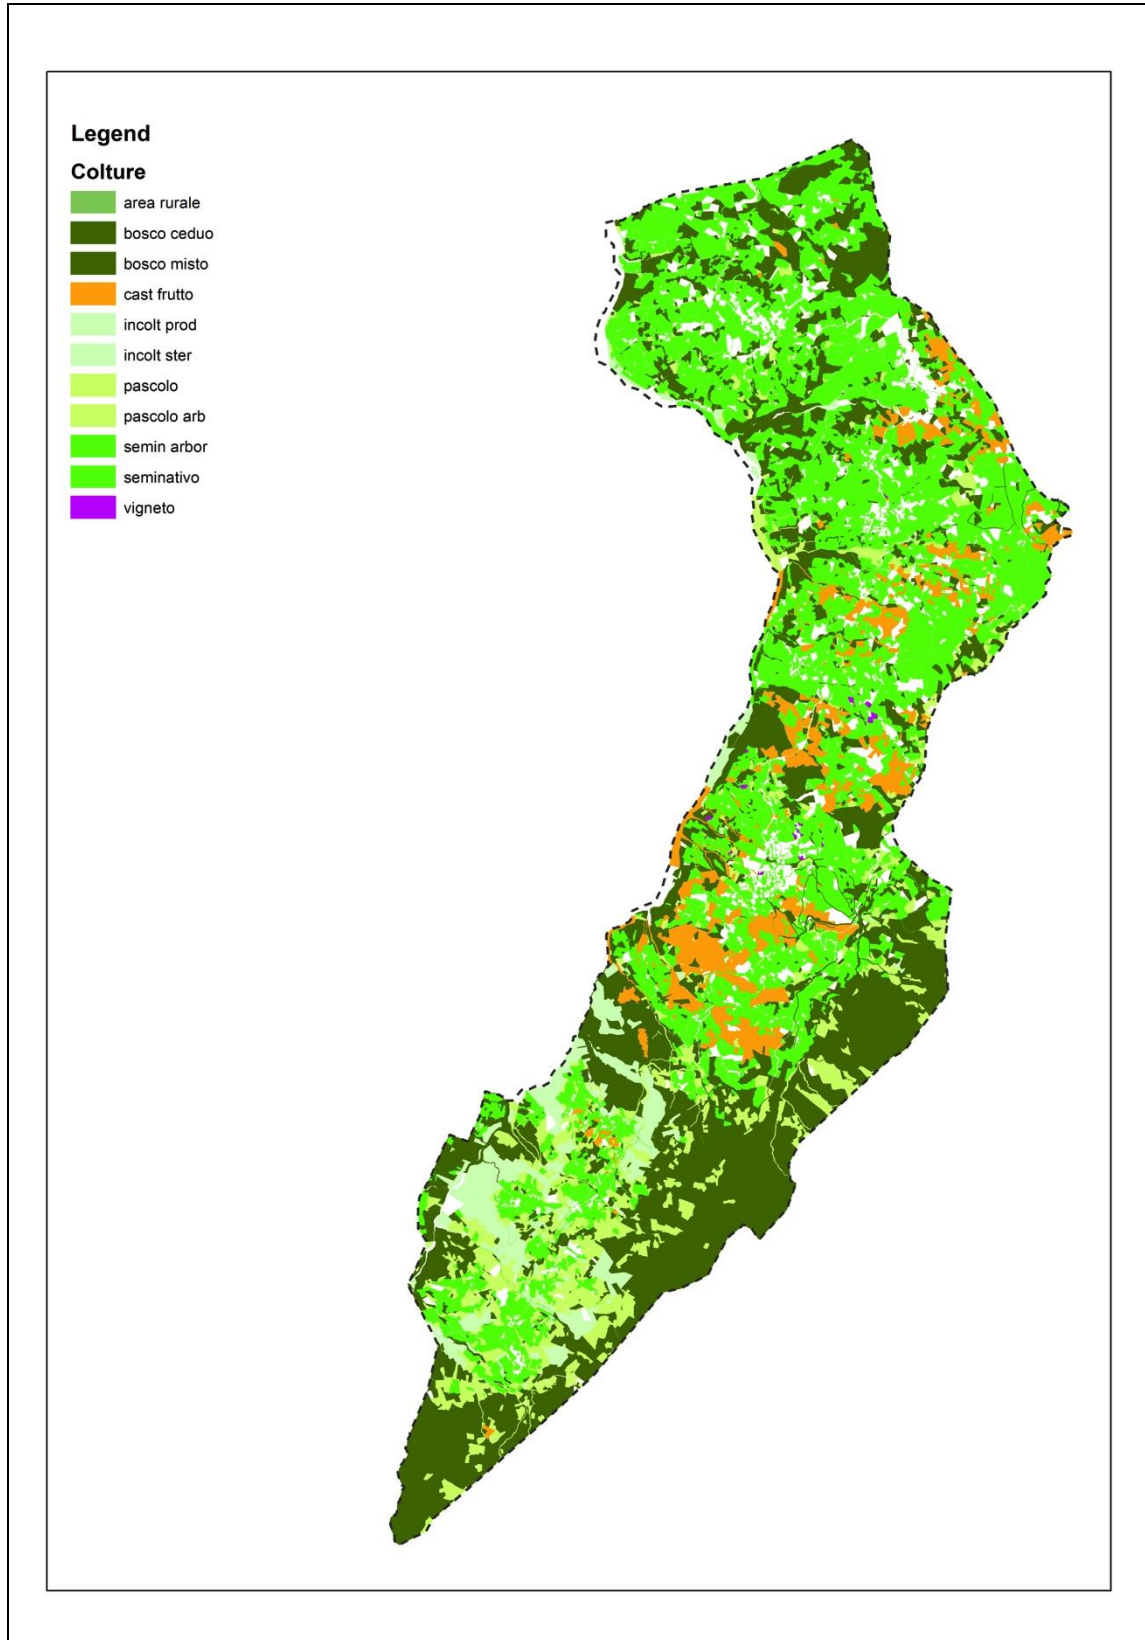 Legend
Colture
area rurale
bosco ceduo
bosco misto
cast frutto
incolt prod
incolt ster
pascolo
pascolo arb
semin arbor
seminativo
vigneto